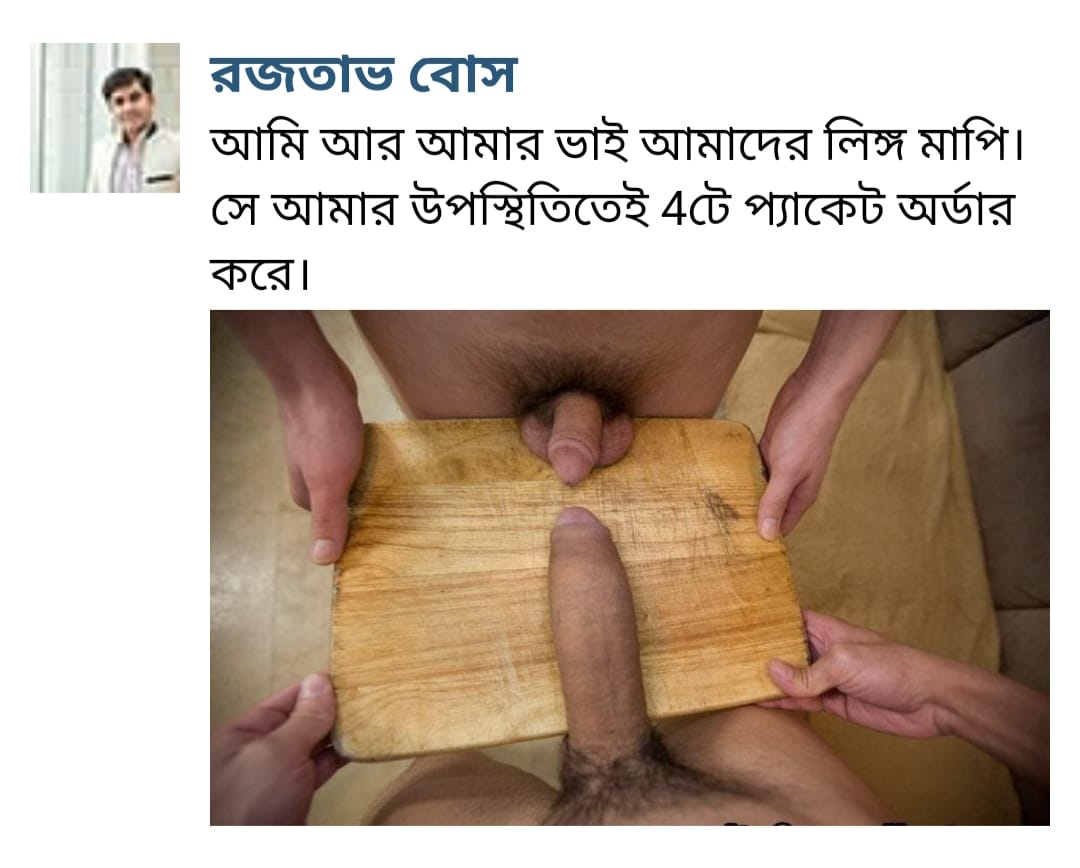 রজতাভ বোস
আমি আর আমার ভাই আমাদের লিঙ্গ মাপি।
সে আমার উপস্থিতিতেই 4টে প্যাকেট অর্ডার
করে।